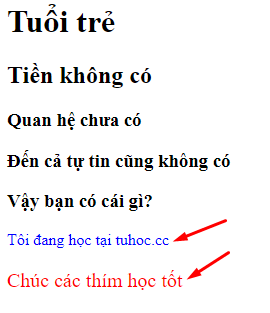 Tuổi trẻ
Tiền không có
Quan hệ chưa có
Đến cả tự tin cũng không có
Vậy bạn có cái gì?
Tôi đang học tại tuhoc.cc
Chúc các thím học tốt